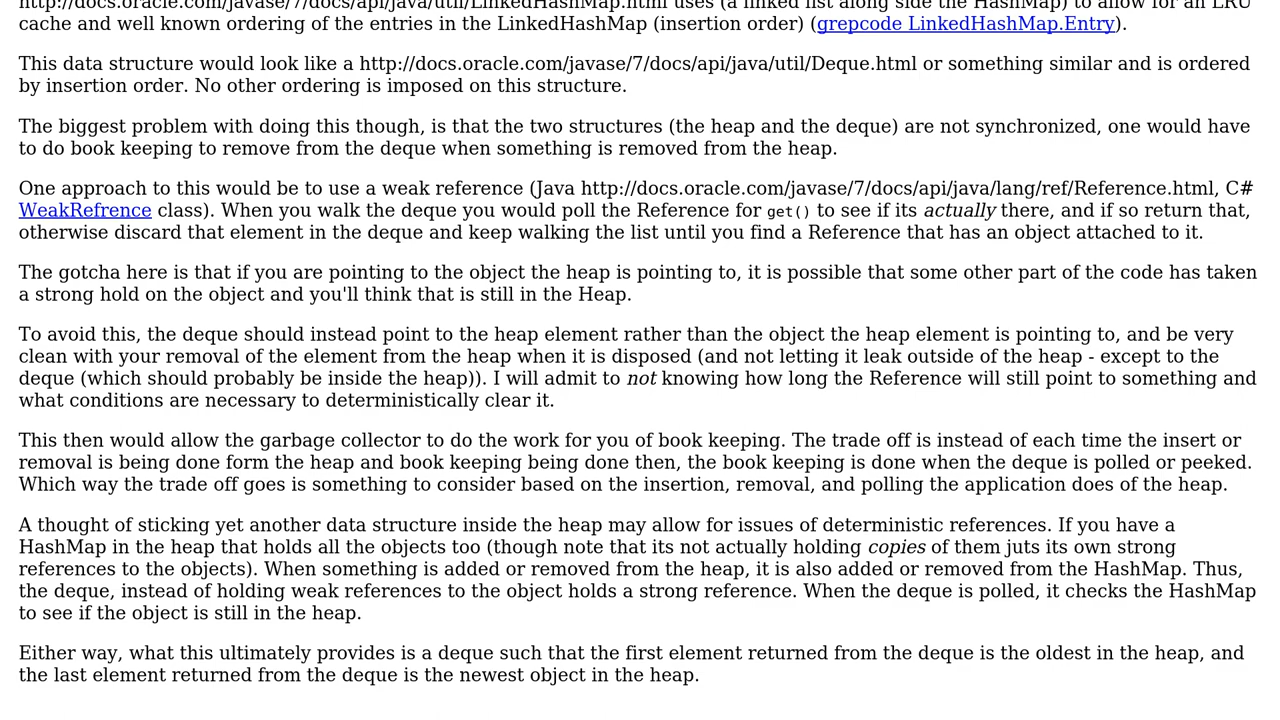 http://docs.oracle.com/javase/7/docs/api/java/util/LinkedHashMap.html uses (a linked list along side the HashMap) to allow for an LRU
cache and well known ordering of the entries in the LinkedHashMap (insertion order) (grepcode LinkedHashMap.Entry).
This data structure would look like a http://docs.oracle.com/javase/7/docs/api/java/util/Deque.html or something similar and is ordered
by insertion order. No other ordering is imposed on this structure.
The biggest problem with doing this though, is that the two structures (the heap and the deque) are not synchronized, one would have
to do book keeping to remove from the deque when something is removed from the heap.
One approach to this would be to use a weak reference (Java http://docs.oracle.com/javase/7/docs/api/java/lang/ref/Reference.html, C#
WeakRefrence class). When you walk the deque you would poll the Reference for get() to see if its actually there, and if so return that,
otherwise discard that element in the deque and keep walking the list until you find a Reference that has an object attached to it.
The gotcha here is that if you are pointing to the object the heap is pointing to, it is possible that some other part of the code has taken
a strong hold on the object and you'll think that is still in the Heap.
To avoid this, the deque should instead point to the heap element rather than the object the heap element is pointing to, and be very
clean with your removal of the element from the heap when it is disposed (and not letting it leak outside of the heap - except to the
deque (which should probably be inside the heap)). I will admit to not knowing how long the Reference will still point to something and
what conditions are necessary to deterministically clear it.
This then would allow the garbage collector to do the work for you of book keeping. The trade off is instead of each time the insert or
removal is being done form the heap and book keeping being done then, the book keeping is done when the deque is polled or peeked.
Which way the trade off goes is something to consider based on the insertion, removal, and polling the application does of the heap.
A thought of sticking yet another data structure inside the heap may allow for issues of deterministic references. If you have a
HashMap in the heap that holds all the objects too (though note that its not actually holding copies of them juts its own strong
references to the objects). When something is added or removed from the heap, it is also added or removed from the HashMap. Thus,
the deque, instead of holding weak references to the object holds a strong reference. When the deque is polled, it checks the HashMap
to see if the object is still in the heap.
Either way, what this ultimately provides is a deque such that the first element returned from the deque is the oldest in the heap, and
the last element returned from the deque is the newest object in the heap.